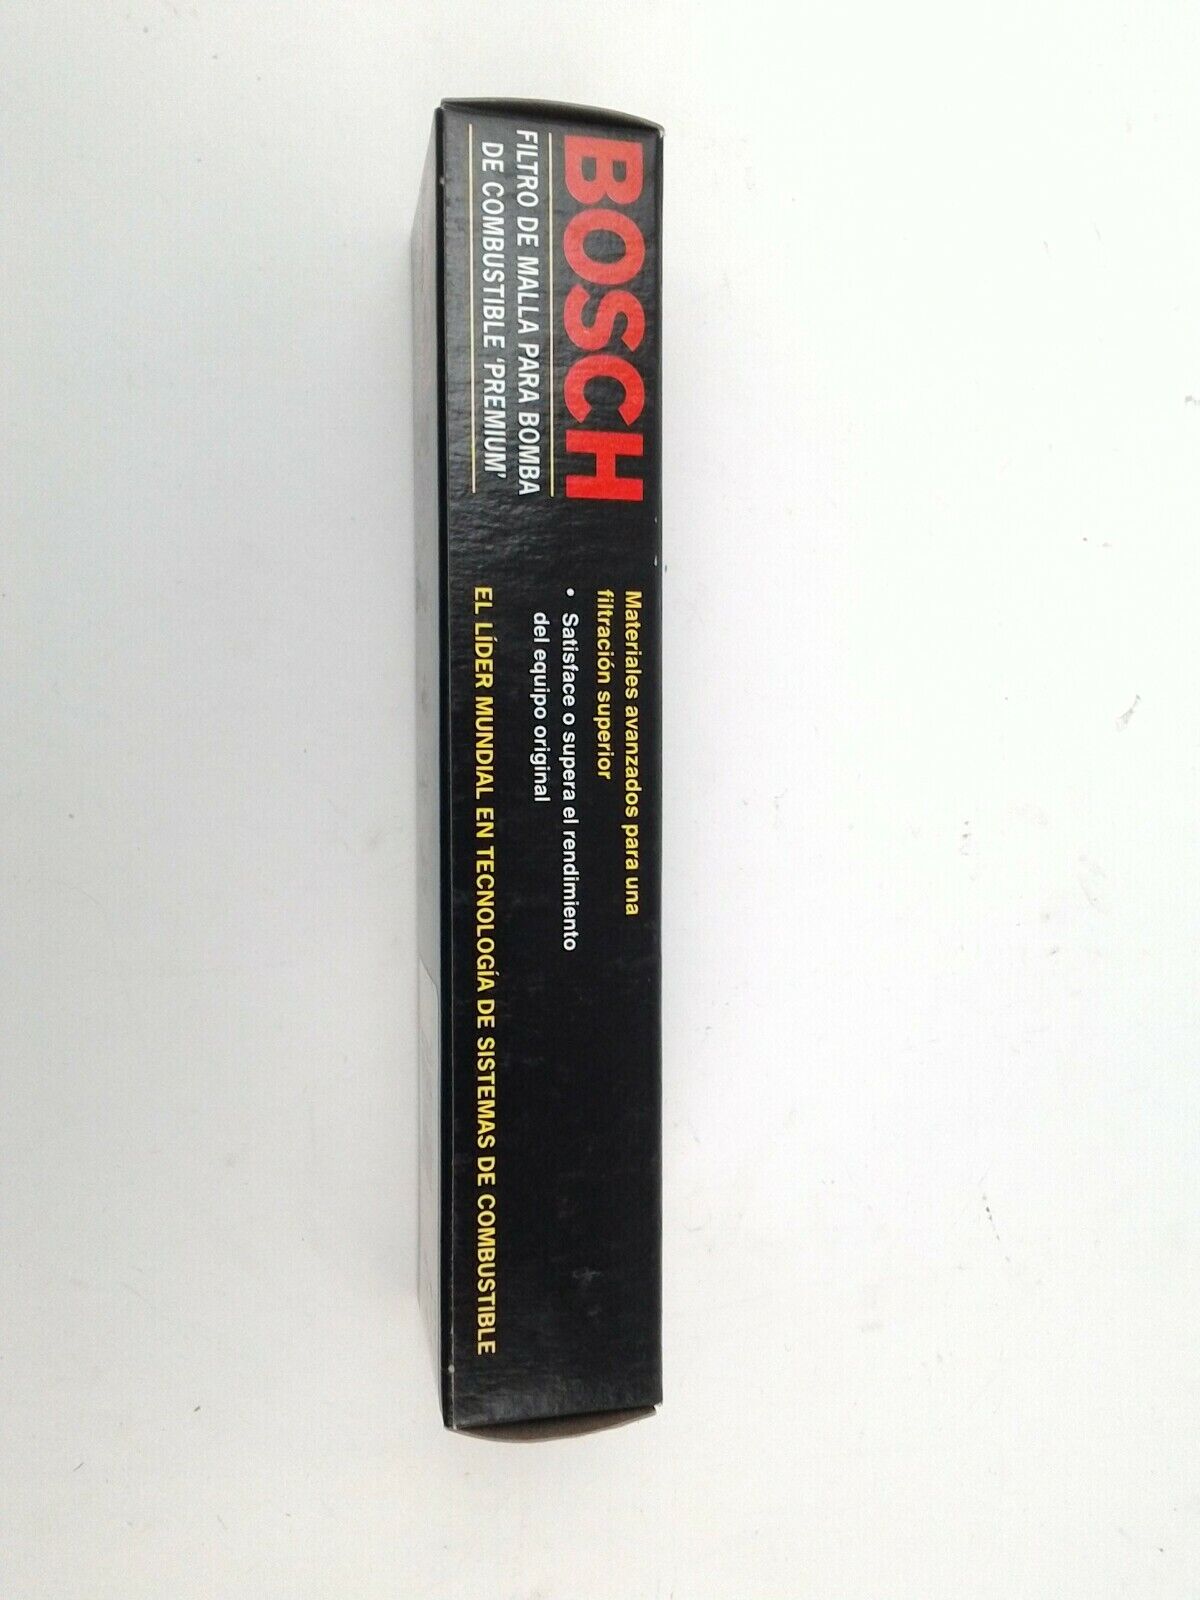 BOSCH
FILTRO DE MALLA PARA BOMBA
DE COMBUSTIBLE ‘PREMIUM’
Materiales avanzados para una
filtración superior
• Satisface o supera el rendimiento
del equipo original
EL LÍDER MUNDIAL EN TECNOLOGÍA DE SISTEMAS DE COMBUSTIBLE